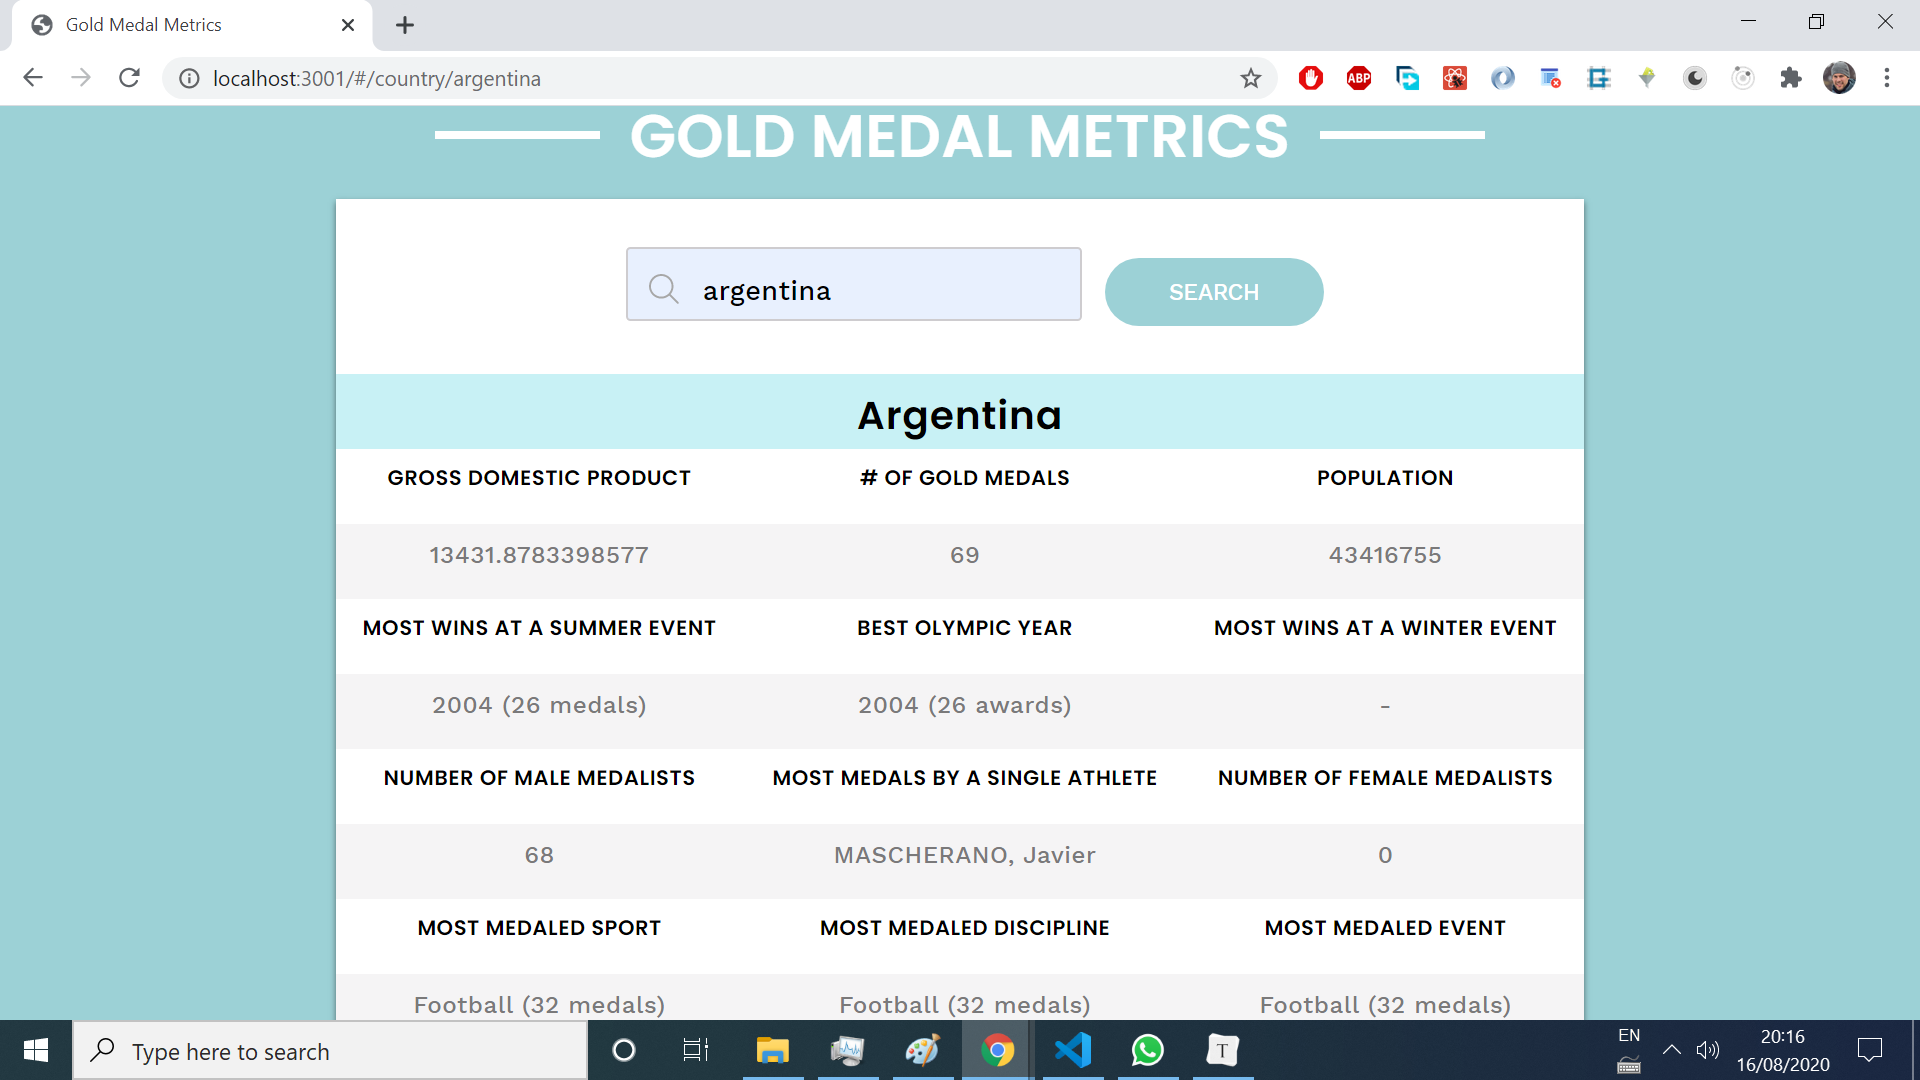 Gold Medal Metrics
localhost:3001/#/country/argentina
ABP
GOLD MEDAL METRICS
argentina
SEARCH
Argentina
GROSS DOMESTIC PRODUCT # OF GOLD MEDALS POPULATION
13431.8783398577 69 43416755
MOST WINS AT A SUMMER EVENT BEST OLYMPIC YEAR MOST WINS AT A WINTER EVENT
2004 (26 medals) 2004 (26 awards) -
NUMBER OF MALE MEDALISTS MOST MEDALS BY A SINGLE ATHLETE NUMBER OF FEMALE MEDALISTS
68 MASCHERANO, Javier 0
MOST MEDALED SPORT MOST MEDALED DISCIPLINE MOST MEDALED EVENT
Football (32 medals) Football (32 medals) Football (32 medals)
Type here to search
T
EN
20:16
16/08/2020